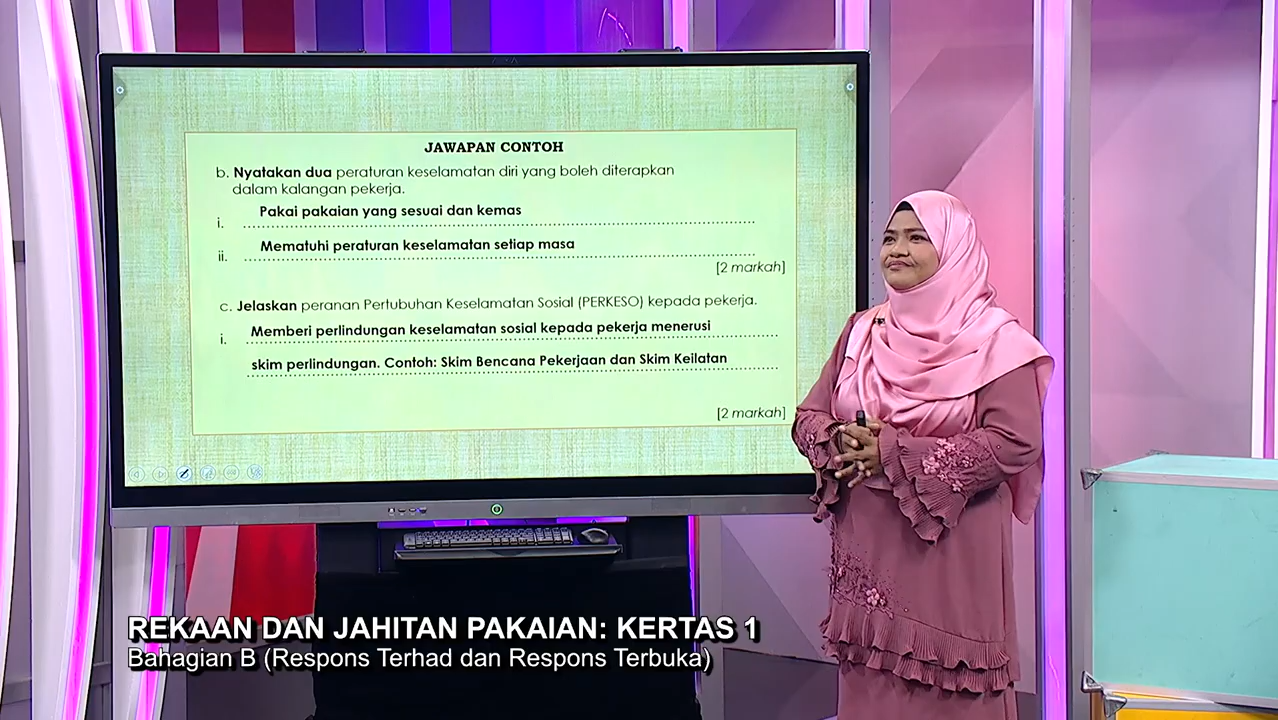 JAWAPAN CONTOH
b. Nyatakan dua peraturan keselamatan diri yang boleh diterapkan
dalam kalangan pekerja.
i. Pakai pakaian yang sesuai dan kemas
ii. Mematuhi peraturan keselamatan setiap masa
[2 markah]
c. Jelaskan peranan Pertubuhan Keselamatan Sosial (PERKESO) kepada pekerja.
i. Memberi perlindungan keselamatan sosial kepada pekerja menerusi
skim perlindungan. Contoh: Skim Bencana Pekerjaan dan Skim Keilatan
[2 markah]
REKAAN DAN JAHITAN PAKAIAN: KERTAS 1
Bahagian B (Respons Terhad dan Respons Terbuka)